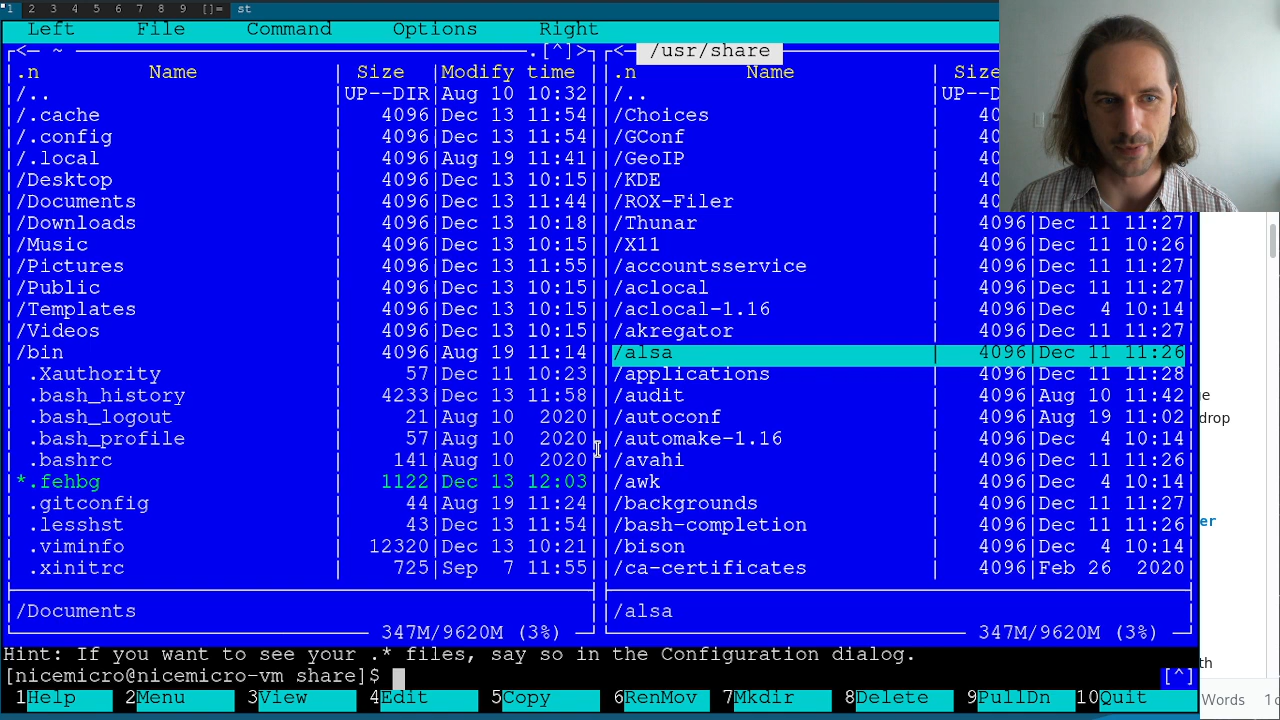 1 2 3 4 5 6 7 8 9 []= st
Left File Command Options Right
<─ ~ .[^]> <─ /usr/share
.n Name Size Modify time .n Name Size
/.. UP--DIR Aug 10 10:32 /.. UP--D
/.cache 4096 Dec 13 11:54 /Choices 40
/.config 4096 Dec 13 11:54 /GConf 40
/.local 4096 Aug 19 11:41 /GeoIP 40
/Desktop 4096 Dec 13 10:15 /KDE 40
/Documents 4096 Dec 13 11:44 /ROX-Filer 40
/Downloads 4096 Dec 13 10:18 /Thunar 4096 Dec 11 11:27
/Music 4096 Dec 13 10:15 /X11 4096 Dec 11 10:26
/Pictures 4096 Dec 13 11:55 /accountsservice 4096 Dec 11 11:27
/Public 4096 Dec 13 10:15 /aclocal 4096 Dec 11 11:27
/Templates 4096 Dec 13 10:15 /aclocal-1.16 4096 Dec 4 10:14
/Videos 4096 Dec 13 10:15 /akregator 4096 Dec 11 11:27
/bin 4096 Aug 19 11:14 /alsa 4096 Dec 11 11:26
.Xauthority 57 Dec 11 10:23 /applications 4096 Dec 11 11:28
.bash_history 4233 Dec 13 11:58 /audit 4096 Aug 10 11:42 e
.bash_logout 21 Aug 10 2020 /autoconf 4096 Aug 19 11:02 drop
.bash_profile 57 Aug 10 2020 /automake-1.16 4096 Dec 4 10:14
.bashrc 141 Aug 10 2020 /avahi 4096 Dec 11 11:26
*.fehbg 1122 Dec 13 12:03 /awk 4096 Dec 4 10:14
.gitconfig 44 Aug 19 11:24 /backgrounds 4096 Dec 11 11:27
.lesshst 43 Dec 13 11:54 /bash-completion 4096 Dec 11 11:26 er
.viminfo 12320 Dec 13 10:21 /bison 4096 Dec 4 10:14
.xinitrc 725 Sep 7 11:55 /ca-certificates 4096 Feb 26 2020
/Documents /alsa
347M/9620M (3%) 347M/9620M (3%)
Hint: If you want to see your .* files, say so in the Configuration dialog.
[nicemicro@nicemicro-vm share]$ [^] th
1Help 2Menu 3View 4Edit 5Copy 6RenMov 7Mkdir 8Delete 9PullDn 10Quit Words